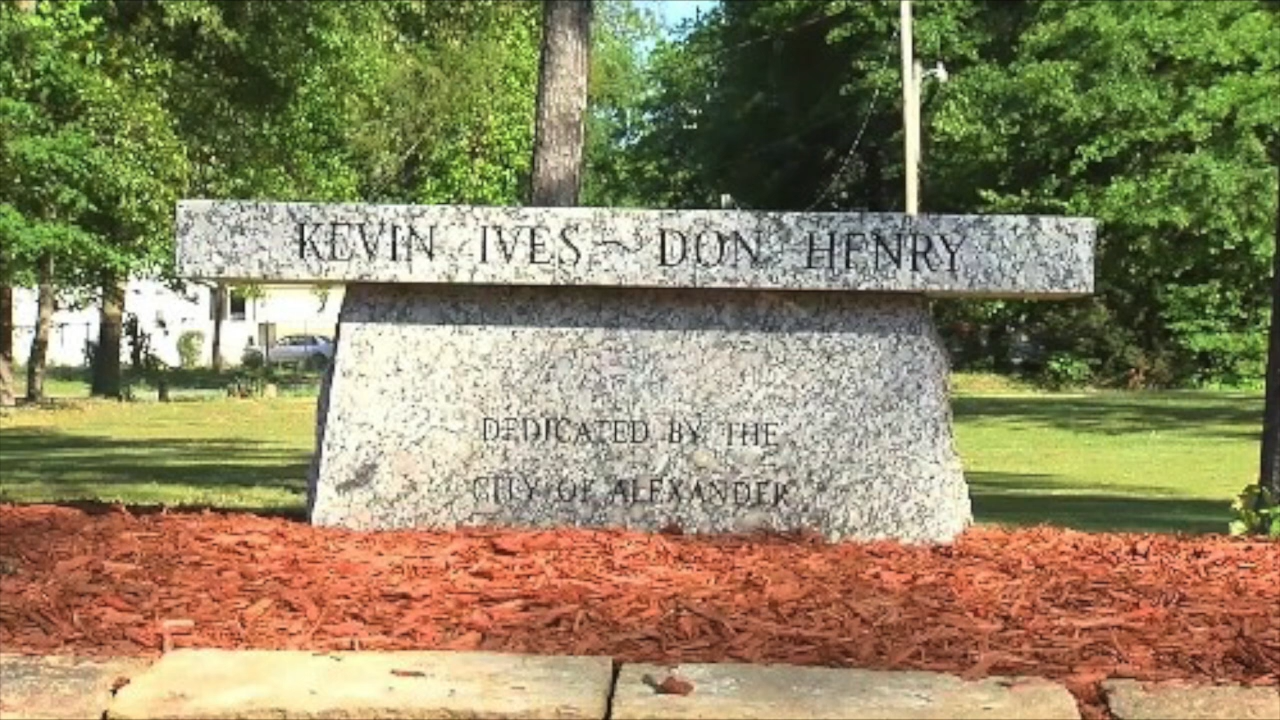 KEVIN IVES ~ DON HENRY
DEDICATED BY THE
CITY OF ALEXANDER